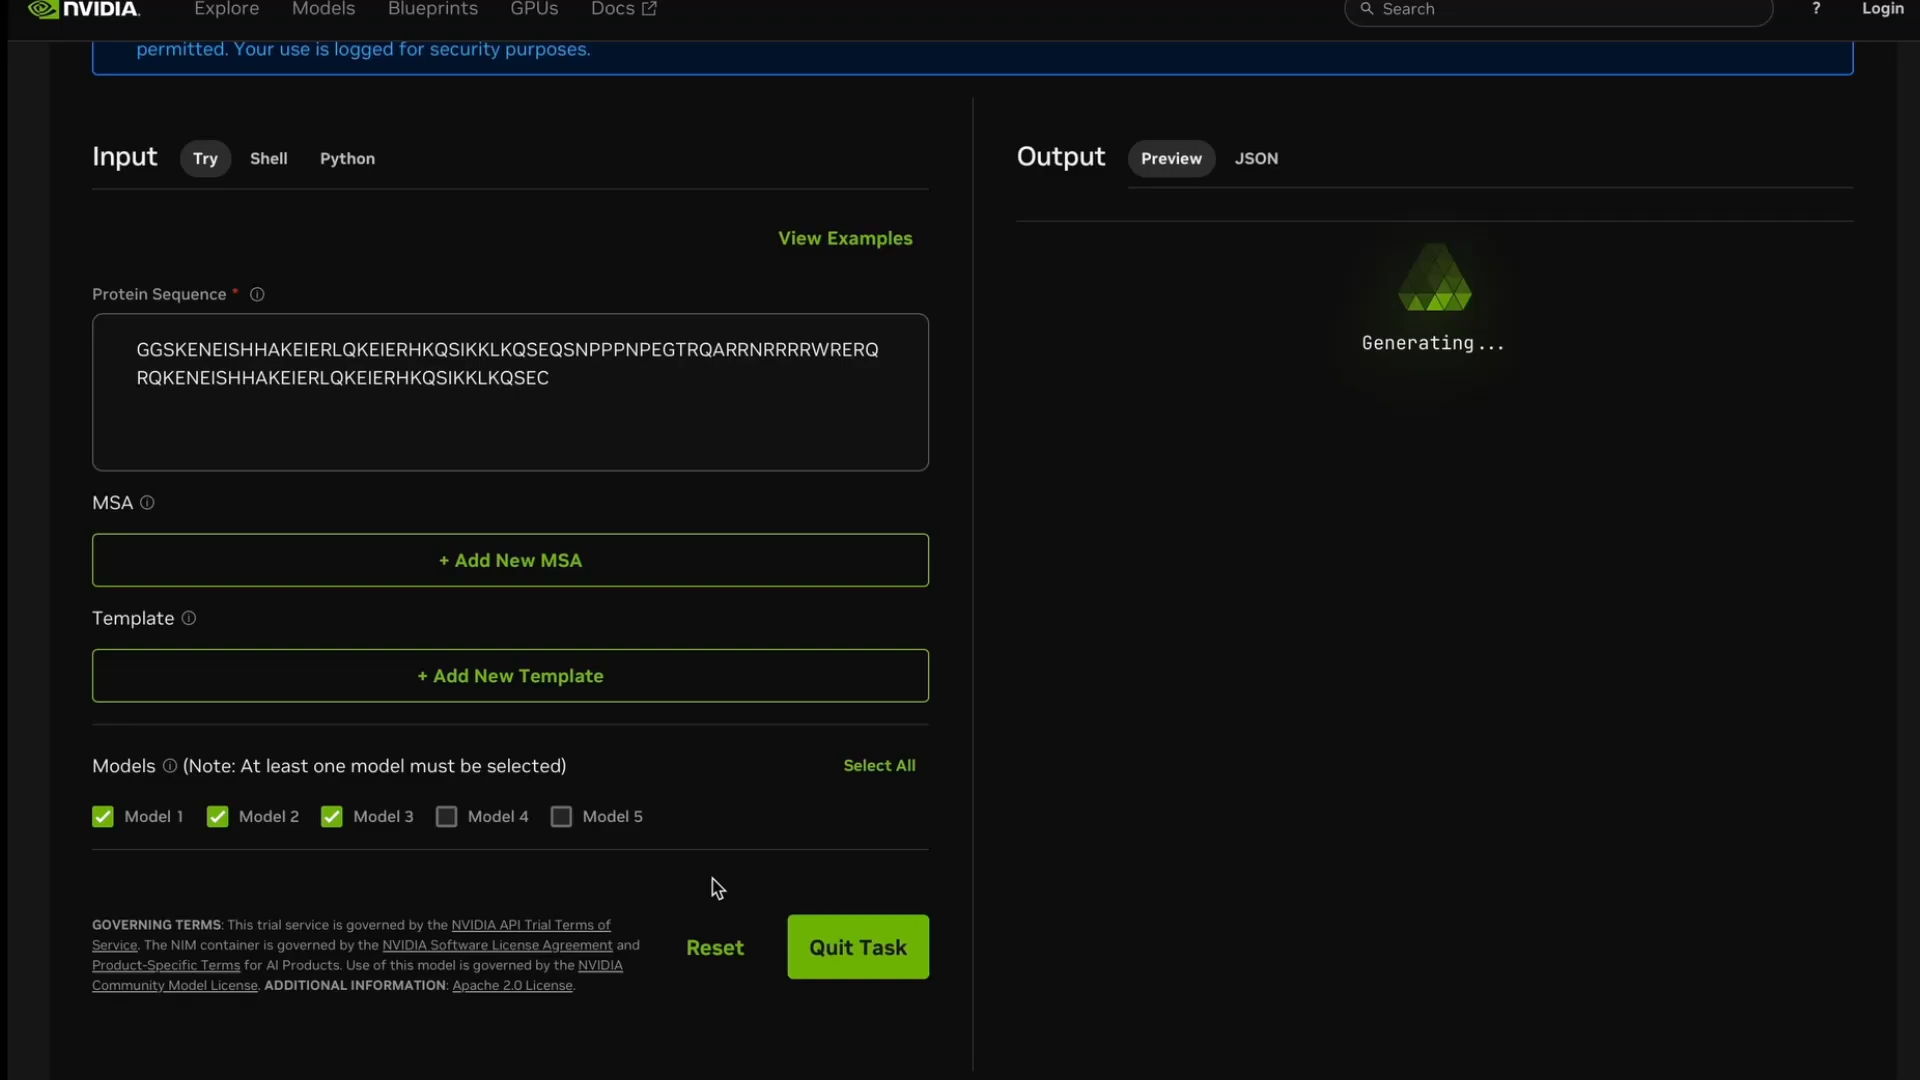 NVIDIA.
Explore
Models
Blueprints
GPUs
Docs
Search
?
Login
permitted. Your use is logged for security purposes.
Input
Try
Shell
Python
View Examples
Protein Sequence *
GGSKENEISHHAKEIERLQKEIERHKQSIKKLKQSEQSNPPPNPEGTRQARRNRRRRWRERQ
RQKENEISHHAKEIERLQKEIERHKQSIKKLKQSEC
MSA
+ Add New MSA
Template
+ Add New Template
Models (Note: At least one model must be selected)
Select All
Model 1
Model 2
Model 3
Model 4
Model 5
GOVERNING TERMS: This trial service is governed by the NVIDIA API Trial Terms of
Service. The NIM container is governed by the NVIDIA Software License Agreement and
Product-Specific Terms for AI Products. Use of this model is governed by the NVIDIA
Community Model License. ADDITIONAL INFORMATION: Apache 2.0 License.
Reset
Quit Task
Output
Preview
JSON
Generating...